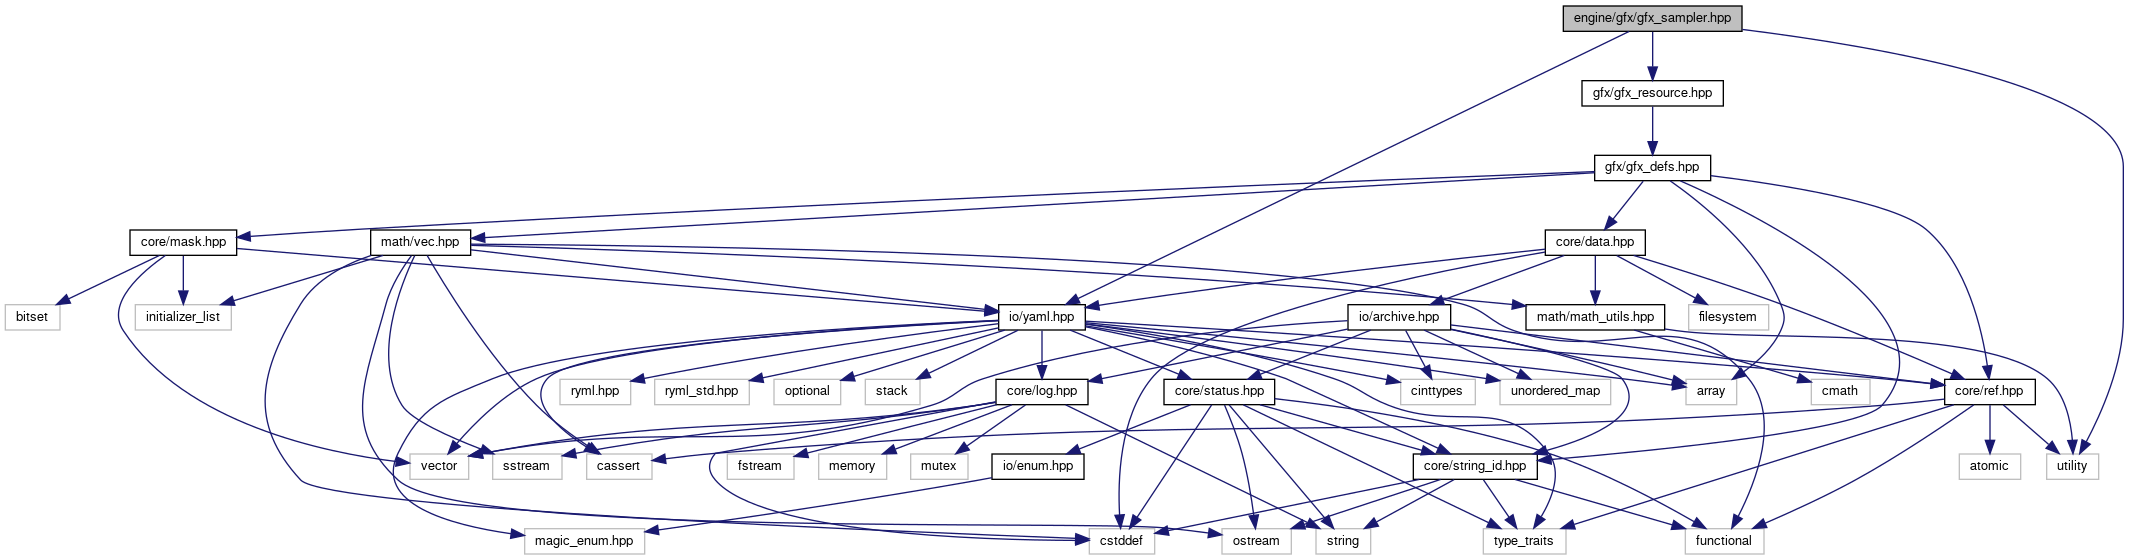 engine/gfx/gfx_sampler.hpp
gfx/gfx_resource.hpp
gfx/gfx_defs.hpp
core/mask.hpp
math/vec.hpp
core/data.hpp
bitset
initializer_list
io/yaml.hpp
io/archive.hpp
math/math_utils.hpp
filesystem
ryml.hpp
ryml_std.hpp
optional
stack
core/log.hpp
core/status.hpp
cinttypes
unordered_map
array
cmath
core/ref.hpp
vector
sstream
cassert
fstream
memory
mutex
io/enum.hpp
core/string_id.hpp
atomic
utility
magic_enum.hpp
cstddef
ostream
string
type_traits
functional